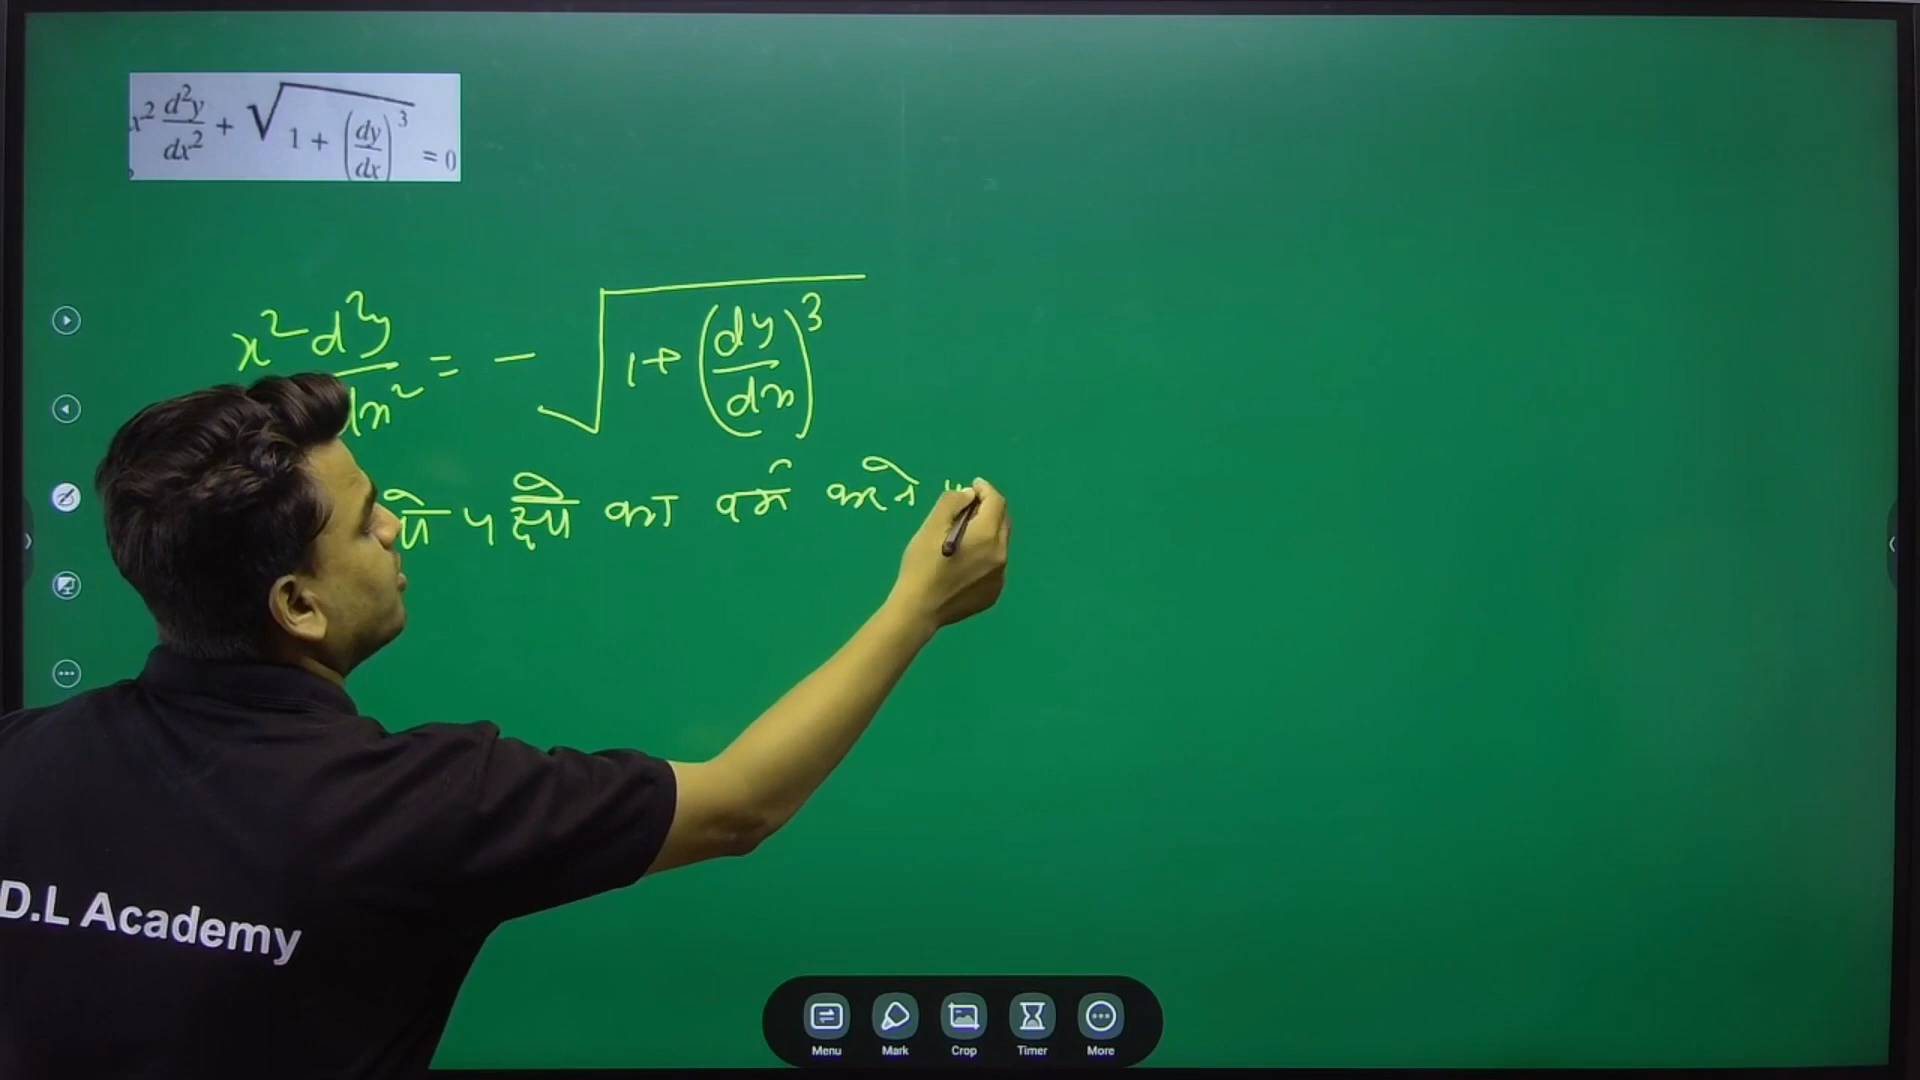 x² d²y/dx² + √(1 + (dy/dx)³) = 0
x² d²y/dx² = - √(1+ (dy/dx)³)
पक्षों का वर्ग करने
D.L Academy
Menu Mark Crop Timer More